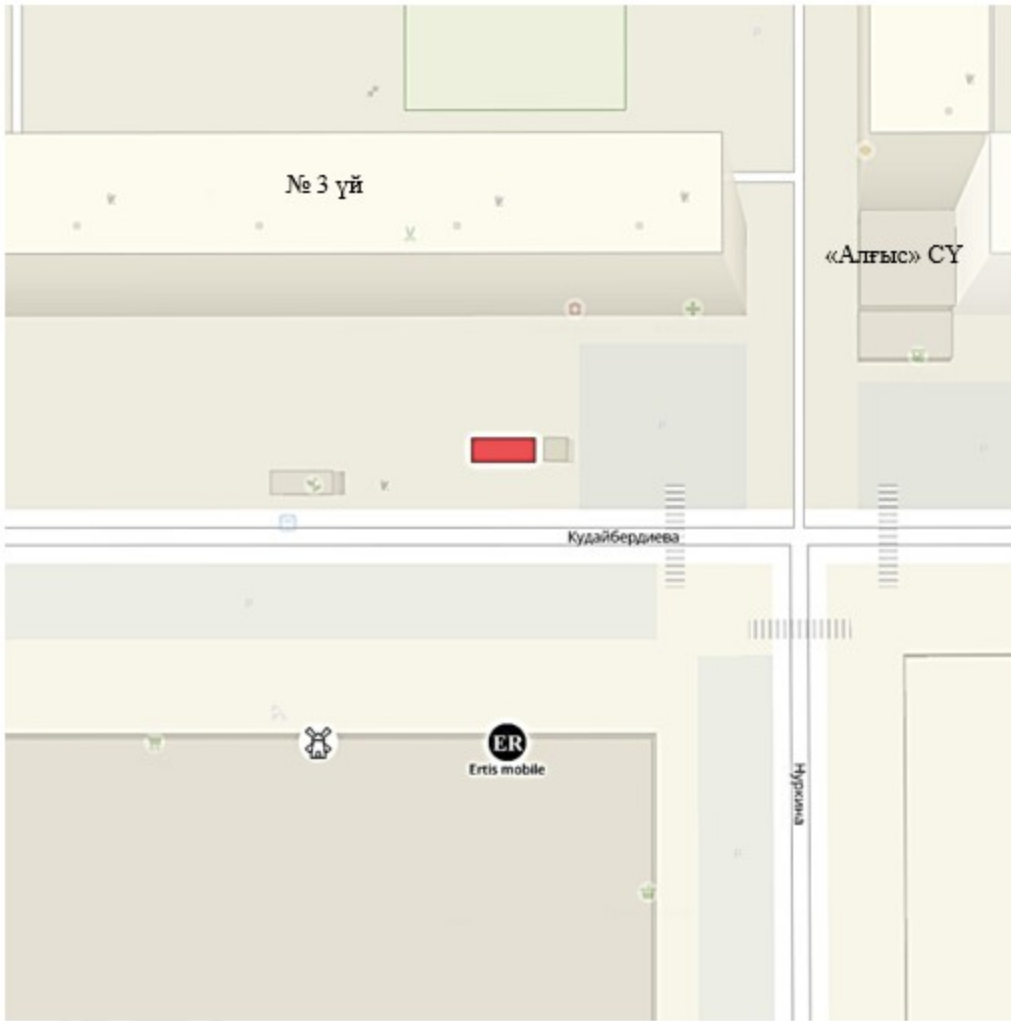 № 3 үй
«Алғыс» СҮ
Кудайбердиева
ER
Ertis mobile
Нуркина